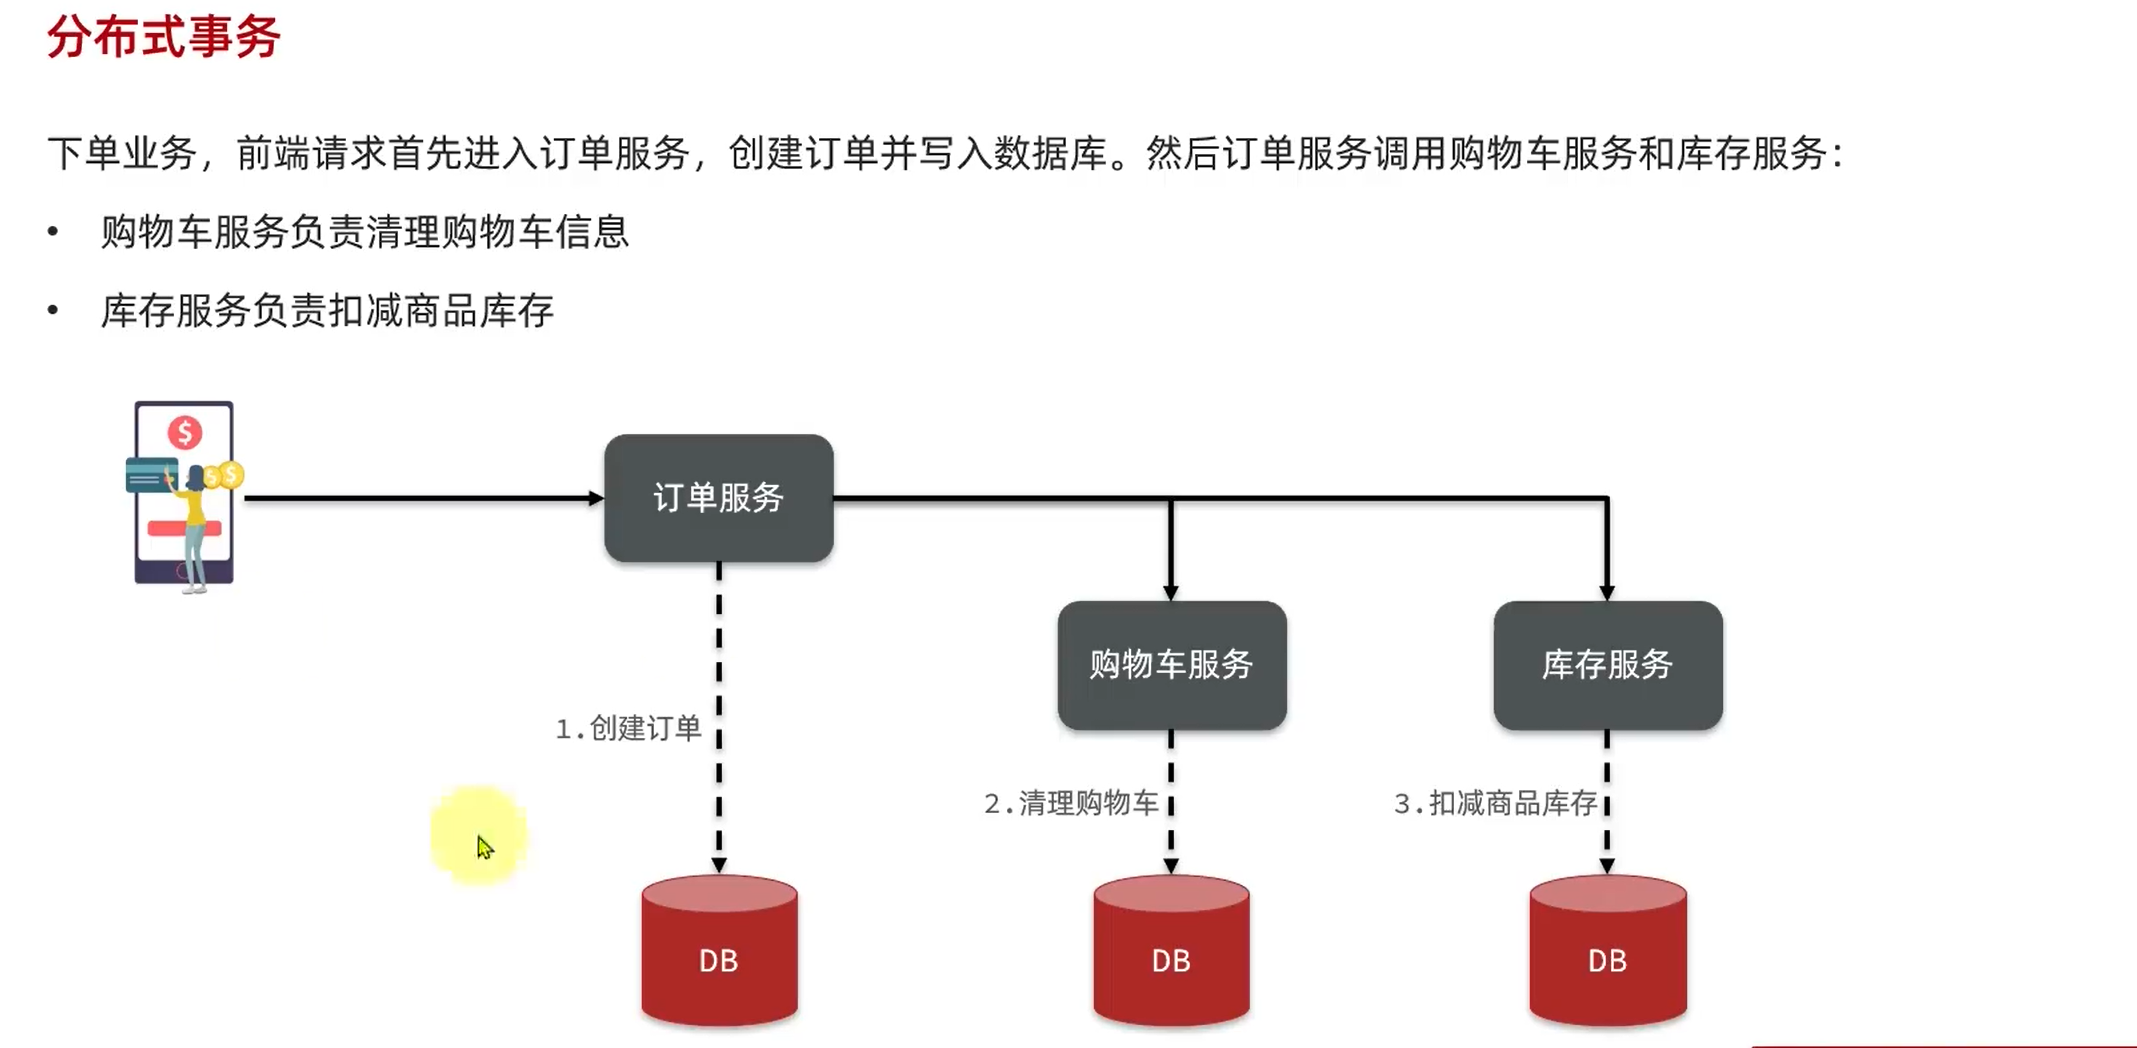 分布式事务
下单业务，前端请求首先进入订单服务，创建订单并写入数据库。然后订单服务调用购物车服务和库存服务：
• 购物车服务负责清理购物车信息
• 库存服务负责扣减商品库存
$
$
$
订单服务
购物车服务
库存服务
1.创建订单
2.清理购物车
3.扣减商品库存
DB
DB
DB